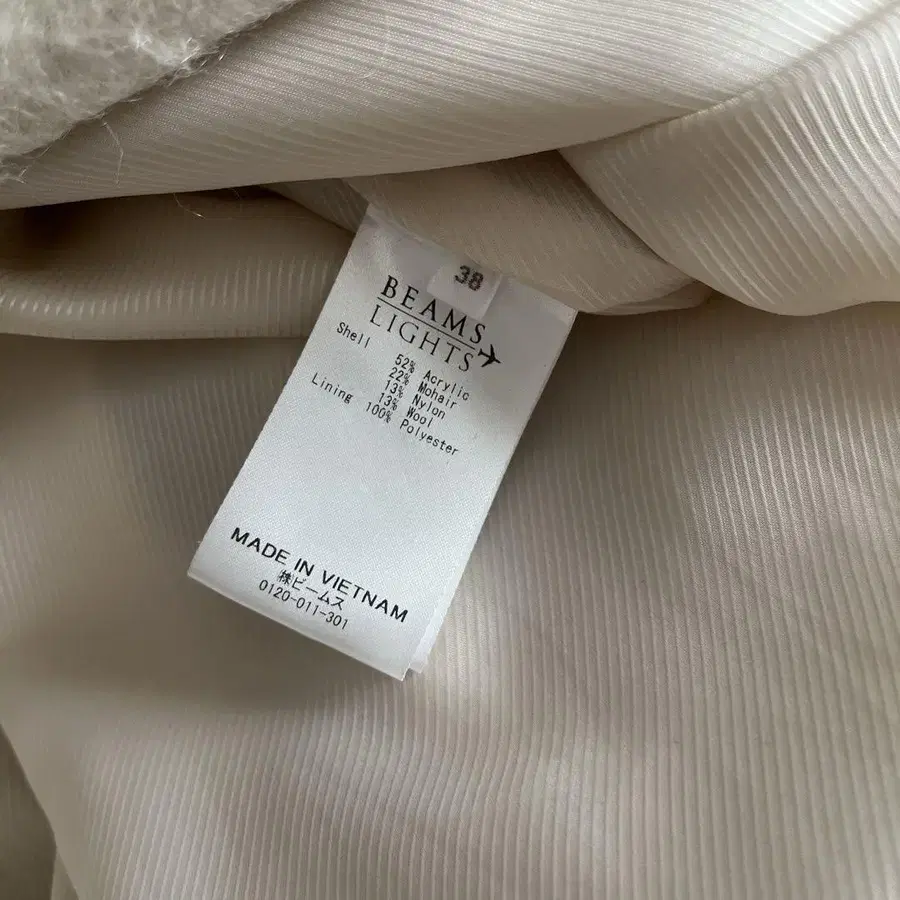 38
BEAMS
LIGHTS
Shell 52% Acrylic
22% Mohair
13% Nylon
13% Wool
Lining 100% Polyester
MADE IN VIETNAM
㈱ビームス
0120-011-301